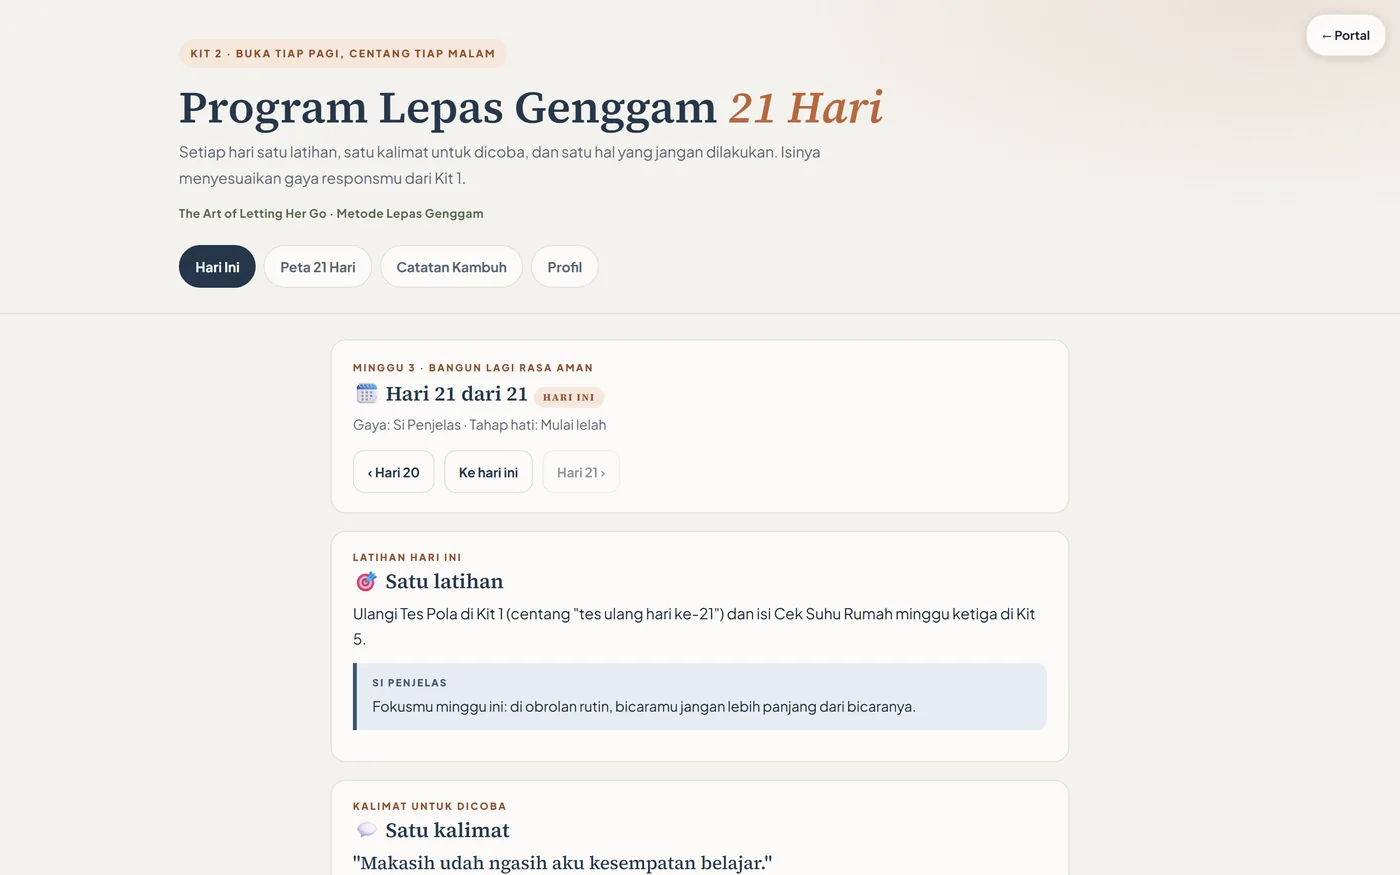 ← Portal
KIT 2 · BUKA TIAP PAGI, CENTANG TIAP MALAM
Program Lepas Genggam 21 Hari
Setiap hari satu latihan, satu kalimat untuk dicoba, dan satu hal yang jangan dilakukan. Isinya
menyesuaikan gaya responsmu dari Kit 1.
The Art of Letting Her Go · Metode Lepas Genggam
Hari Ini
Peta 21 Hari
Catatan Kambuh
Profil
MINGGU 3 · BANGUN LAGI RASA AMAN
Hari 21 dari 21 HARI INI
Gaya: Si Penjelas · Tahap hati: Mulai lelah
‹ Hari 20
Ke hari ini
Hari 21 ›
LATIHAN HARI INI
Satu latihan
Ulangi Tes Pola di Kit 1 (centang "tes ulang hari ke-21") dan isi Cek Suhu Rumah minggu ketiga di Kit
5.
SI PENJELAS
Fokusmu minggu ini: di obrolan rutin, bicaramu jangan lebih panjang dari bicaranya.
KALIMAT UNTUK DICOBA
Satu kalimat
"Makasih udah ngasih aku kesempatan belajar."